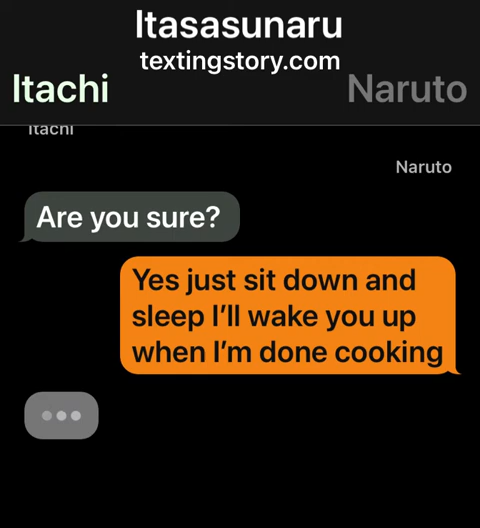 Itasasunaru
textingstory.com
Itachi Naruto
Itachi
Naruto
Are you sure?
Yes just sit down and
sleep I'll wake you up
when I'm done cooking